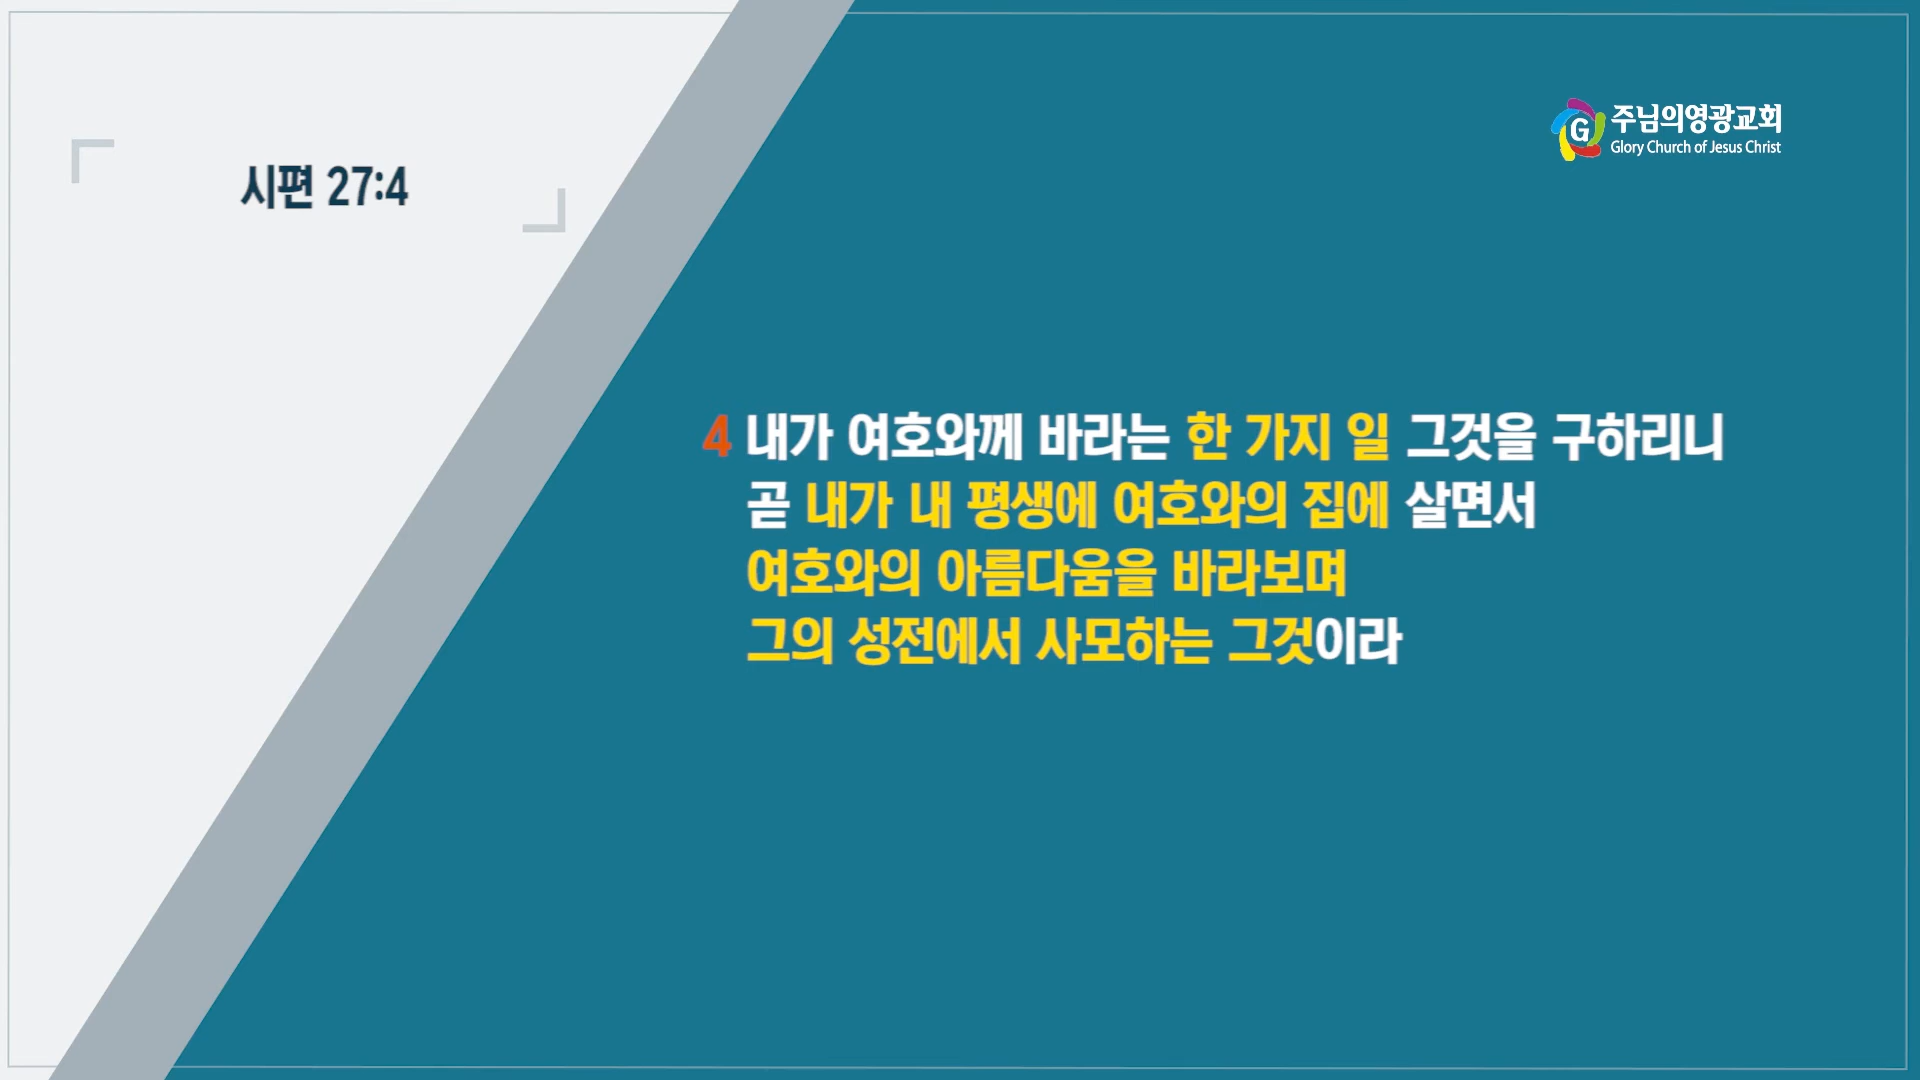 시편 27:4
G 주님의영광교회
Glory Church of Jesus Christ
4 내가 여호와께 바라는 한 가지 일 그것을 구하리니
곧 내가 내 평생에 여호와의 집에 살면서
여호와의 아름다움을 바라보며
그의 성전에서 사모하는 그것이라